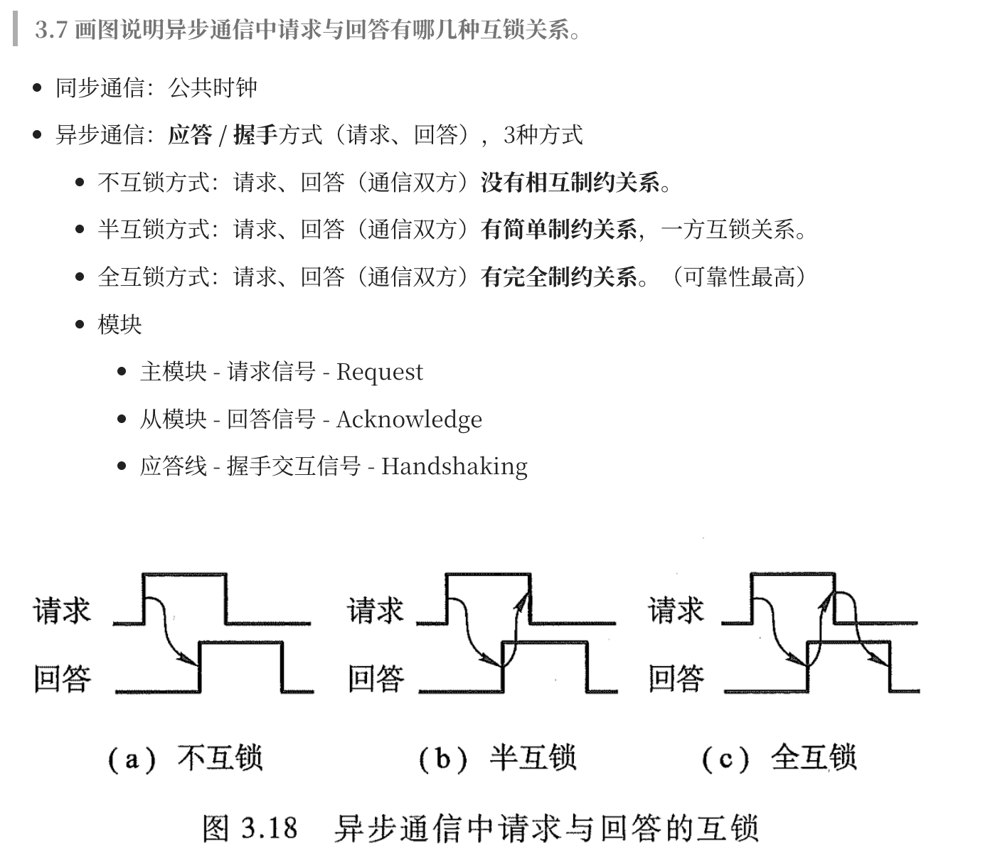 3.7 画图说明异步通信中请求与回答有哪几种互锁关系。
同步通信：公共时钟
异步通信：应答 / 握手方式（请求、回答），3种方式
不互锁方式：请求、回答（通信双方）没有相互制约关系。
半互锁方式：请求、回答（通信双方）有简单制约关系，一方互锁关系。
全互锁方式：请求、回答（通信双方）有完全制约关系。（可靠性最高）
模块
主模块 - 请求信号 - Request
从模块 - 回答信号 - Acknowledge
应答线 - 握手交互信号 - Handshaking
请求
回答
(a) 不互锁
请求
回答
(b) 半互锁
请求
回答
(c) 全互锁
图 3.18 异步通信中请求与回答的互锁